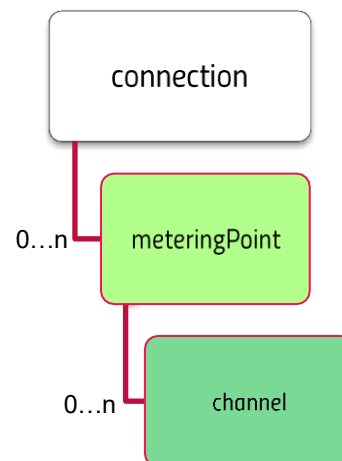 connection
0...n
meteringPoint
0...n
channel